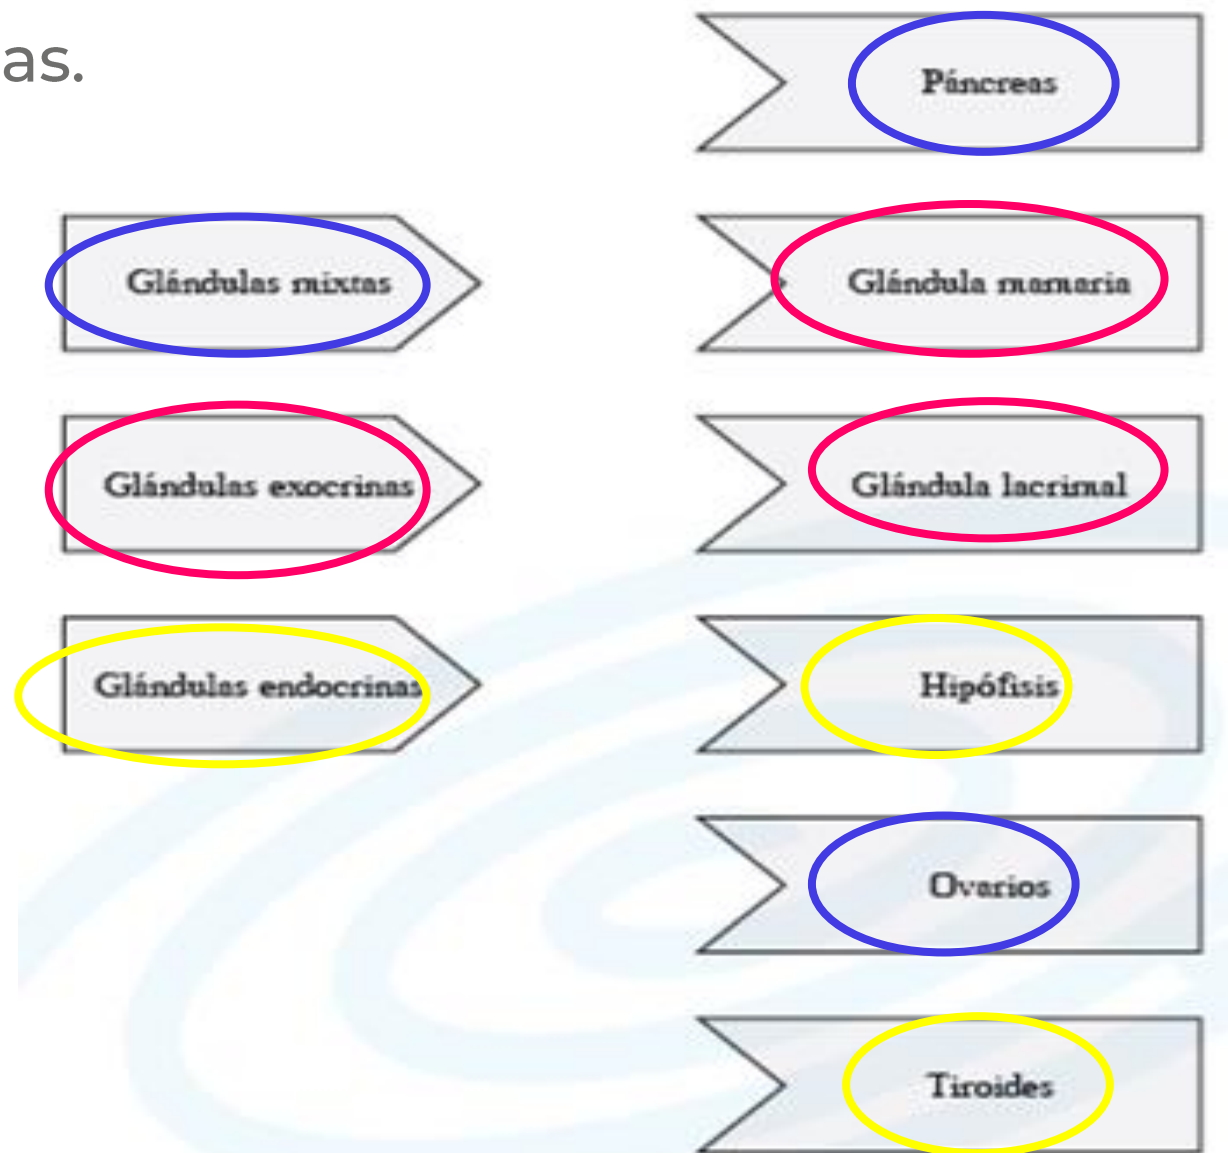 as.
Páncreas
Glándulas mixtas
Glándula mamaria
Glándulas exocrinas
Glándula lacrimal
Glándulas endocrinas
Hipófisis
Ovarios
Tiroides